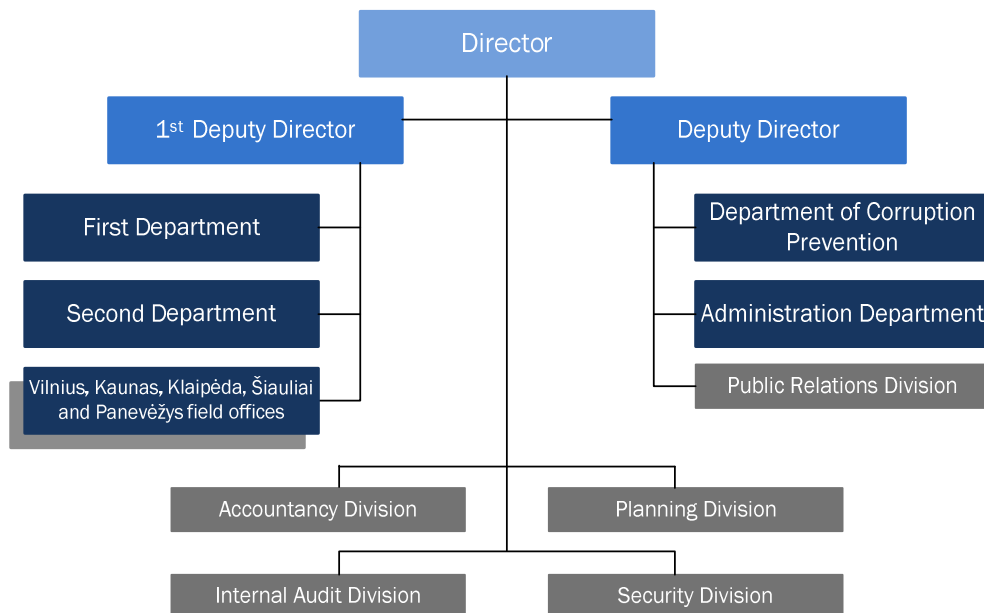 Director
1st Deputy Director
Deputy Director
First Department
Department of Corruption
Prevention
Second Department
Administration Department
Vilnius, Kaunas, Klaipėda, Šiauliai
and Panevėžys field offices
Public Relations Division
Accountancy Division
Planning Division
Internal Audit Division
Security Division